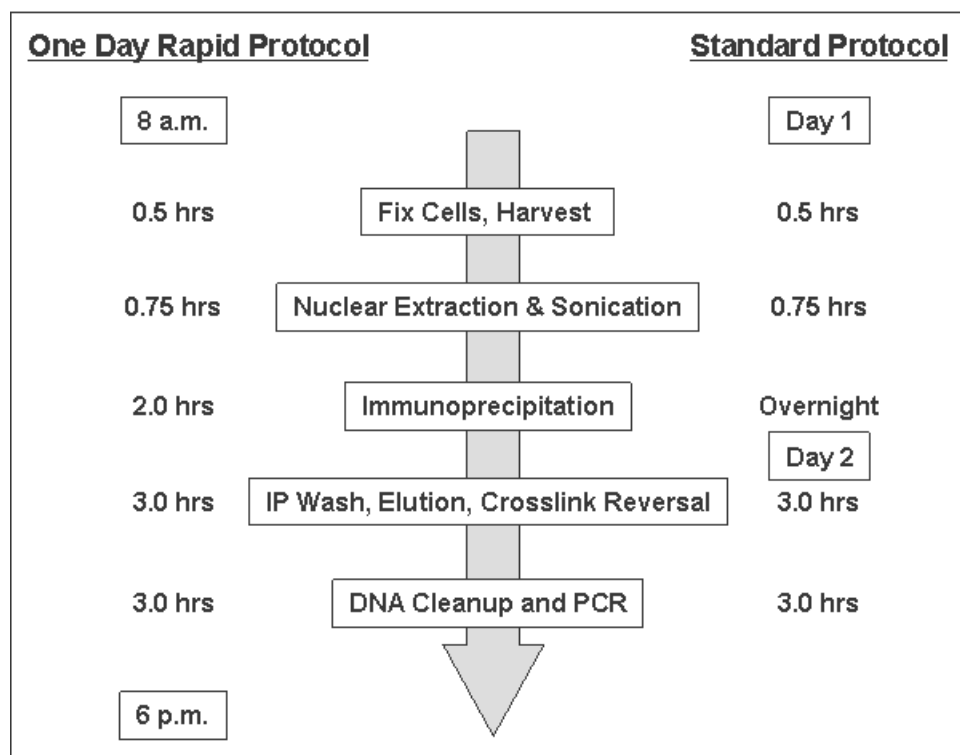 One Day Rapid Protocol
Standard Protocol
8 a.m.
Day 1
0.5 hrs
Fix Cells, Harvest
0.5 hrs
0.75 hrs
Nuclear Extraction & Sonication
0.75 hrs
2.0 hrs
Immunoprecipitation
Overnight
Day 2
3.0 hrs
IP Wash, Elution, Crosslink Reversal
3.0 hrs
3.0 hrs
DNA Cleanup and PCR
3.0 hrs
6 p.m.